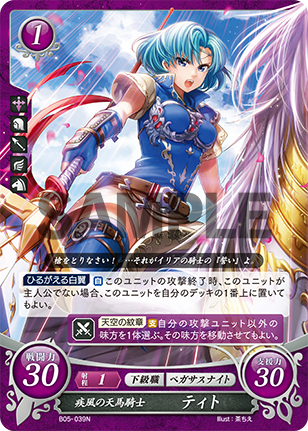 1
SAMPLE
槍をとりなさい! …それがイリアの騎士の『誓い』よ。
ひるがえる白翼 自 このユニットの攻撃終了時、このユニットが
主人公でない場合、このユニットを自分のデッキの1番上に置いて
もよい。
天空の紋章 支 自分の攻撃ユニット以外の
味方を1体選ぶ。その味方を移動させてもよい。
戦闘力
30
射程 1 下級職 ペガサスナイト
支援力
30
疾風の天馬騎士 ティト
B05-039N
Illust:茶ちえ